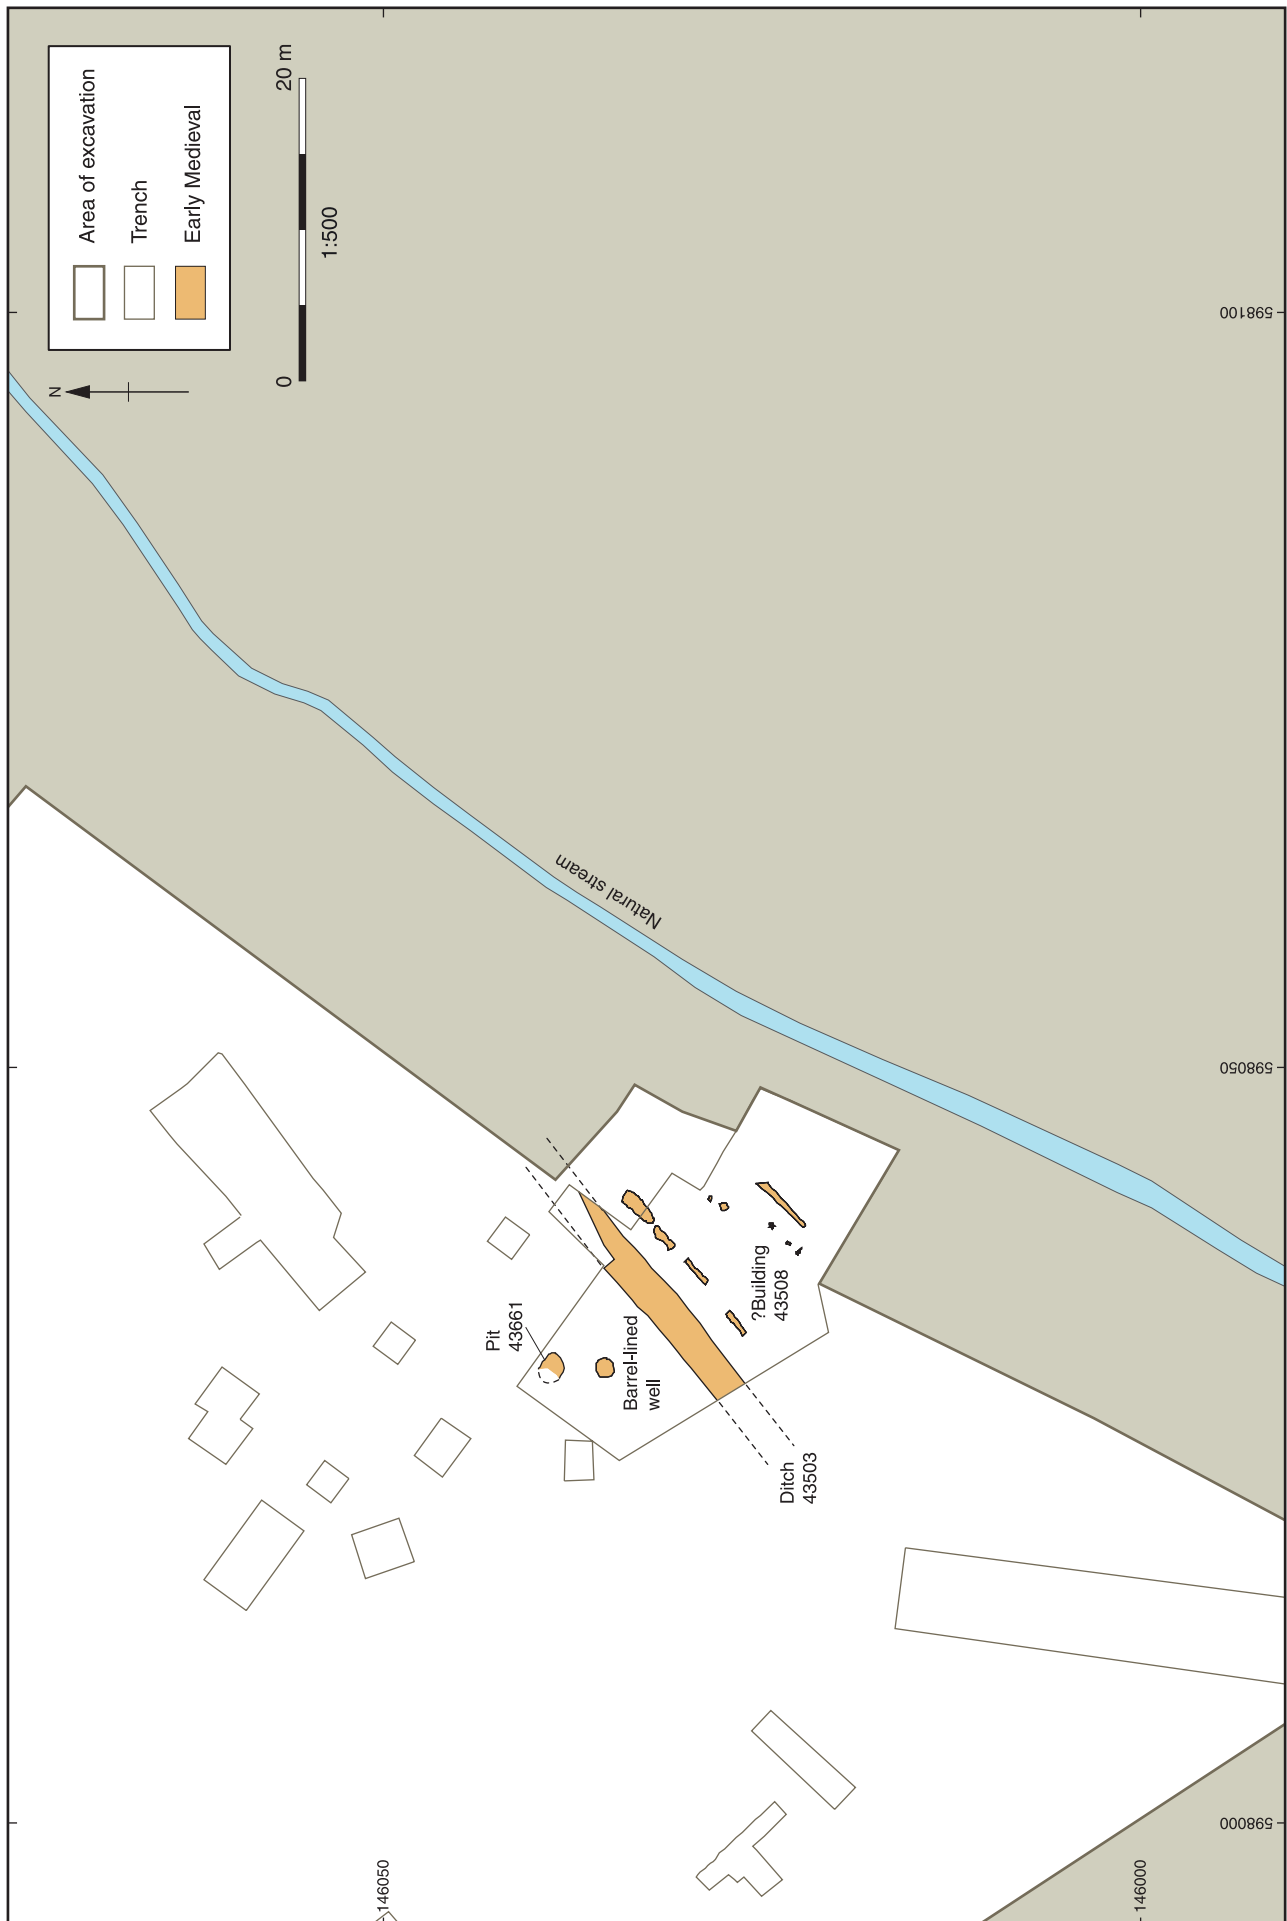 Area of excavation
Trench
Early Medieval
N
0
20 m
1:500
598100
Natural stream
598050
Pit
43661
Barrel-lined
well
?Building
43508
Ditch
43503
598000
146050
146000